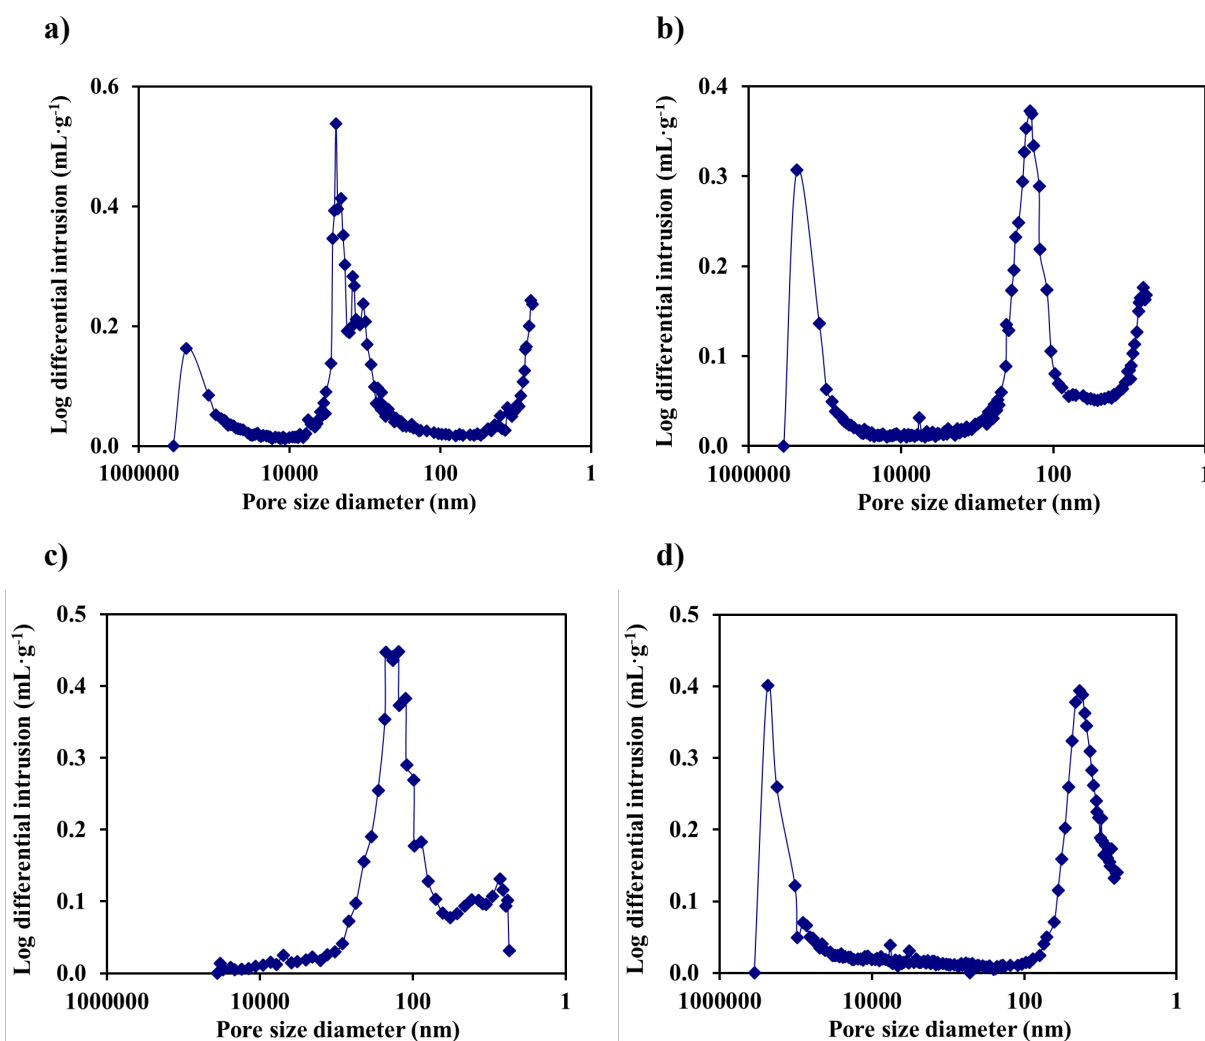 a)
Log differential intrusion (mL·g⁻¹)
0.6
0.4
0.2
0.0
1000000 10000 100 1
Pore size diameter (nm)
b)
Log differential intrusion (mL·g⁻¹)
0.4
0.3
0.2
0.1
0.0
1000000 10000 100 1
Pore size diameter (nm)
c)
Log differential intrusion (mL·g⁻¹)
0.5
0.4
0.3
0.2
0.1
0.0
1000000 10000 100 1
Pore size diameter (nm)
d)
Log differential intrusion (mL·g⁻¹)
0.5
0.4
0.3
0.2
0.1
0.0
1000000 10000 100 1
Pore size diameter (nm)